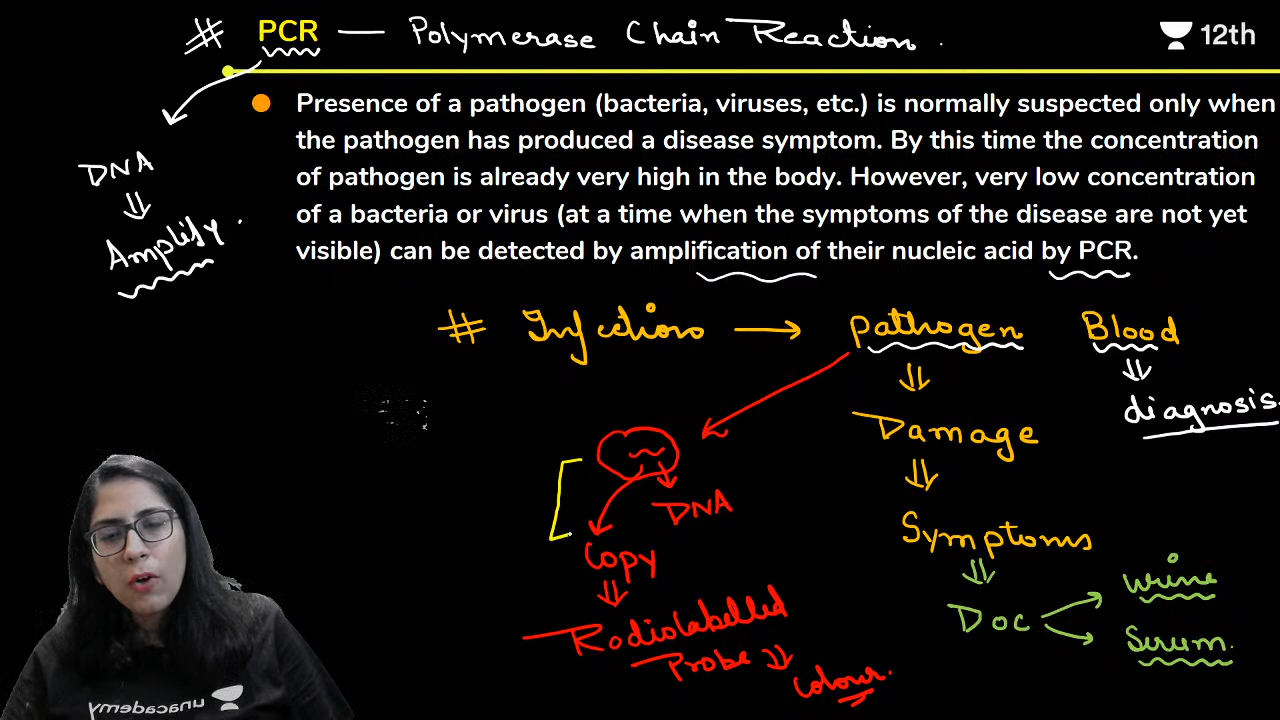 # PCR — Polymerase Chain Reaction.
12th
Presence of a pathogen (bacteria, viruses, etc.) is normally suspected only when
the pathogen has produced a disease symptom. By this time the concentration
of pathogen is already very high in the body. However, very low concentration
of a bacteria or virus (at a time when the symptoms of the disease are not yet
visible) can be detected by amplification of their nucleic acid by PCR.
DNA
Amplify.
# Infections → pathogen Blood
diagnosis.
Damage
DNA
Copy
Symptoms
Urine
Doc
Serum.
Radiolabelled
Probe
Colour.
unacademy